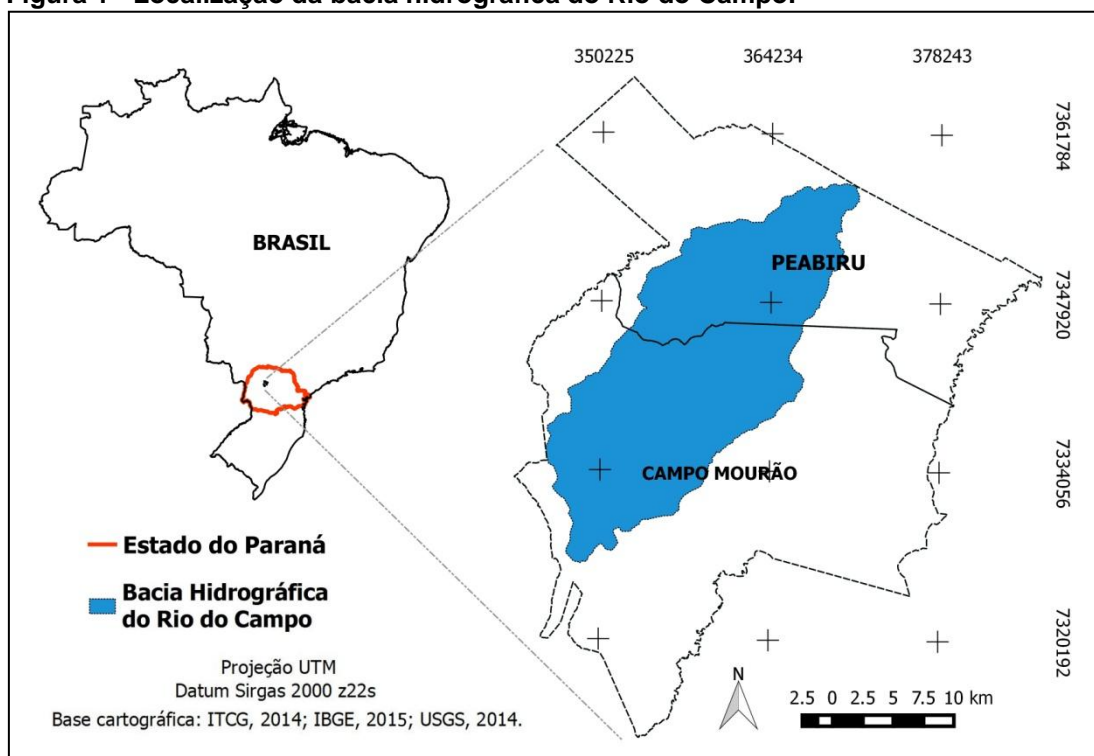 Figura 1 - Localização da bacia hidrográfica do Rio do Campo.
350225 364234 378243
7361784
BRASIL
PEABIRU
7347920
CAMPO MOURÃO
7334056
Estado do Paraná
Bacia Hidrográfica
do Rio do Campo
7320192
Projeção UTM
Datum Sirgas 2000 z22s
Base cartográfica: ITCG, 2014; IBGE, 2015; USGS, 2014.
N
2.5 0 2.5 5 7.5 10 km